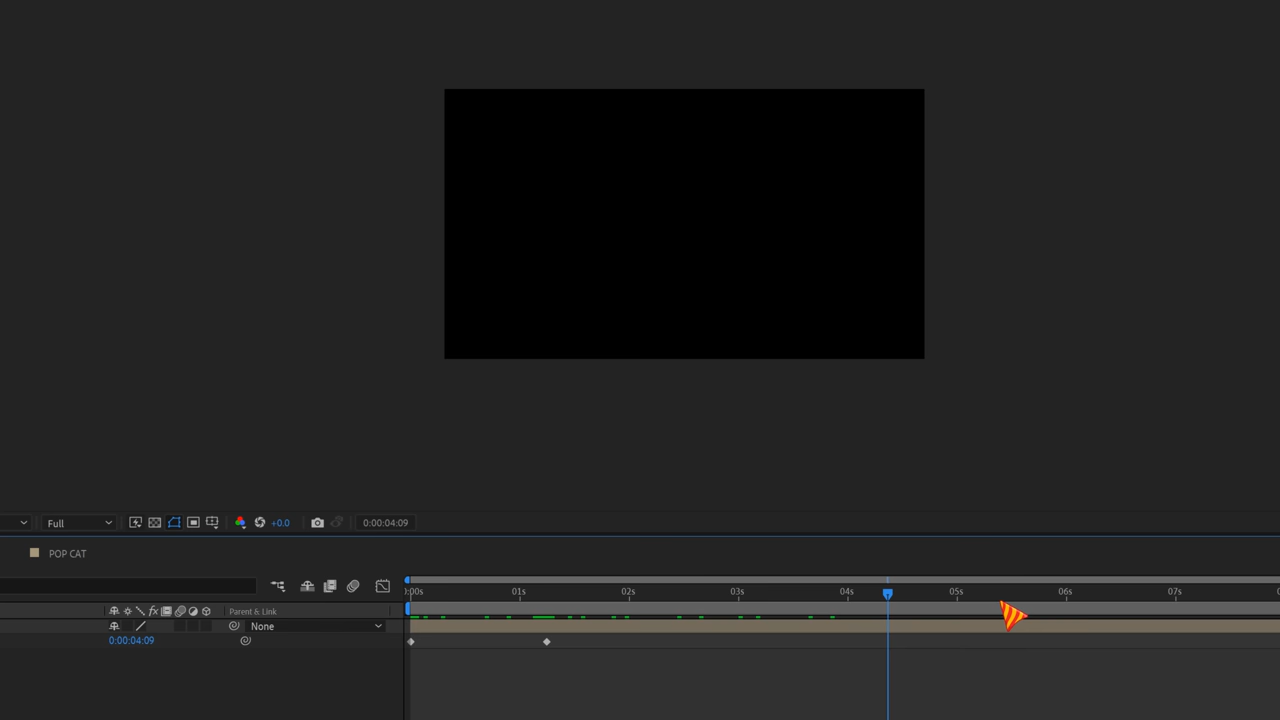 Full
+0.0
0:00:04:09
POP CAT
:00s 01s 02s 03s 04s 05s 06s 07s
fx Parent & Link
None
0:00:04:09